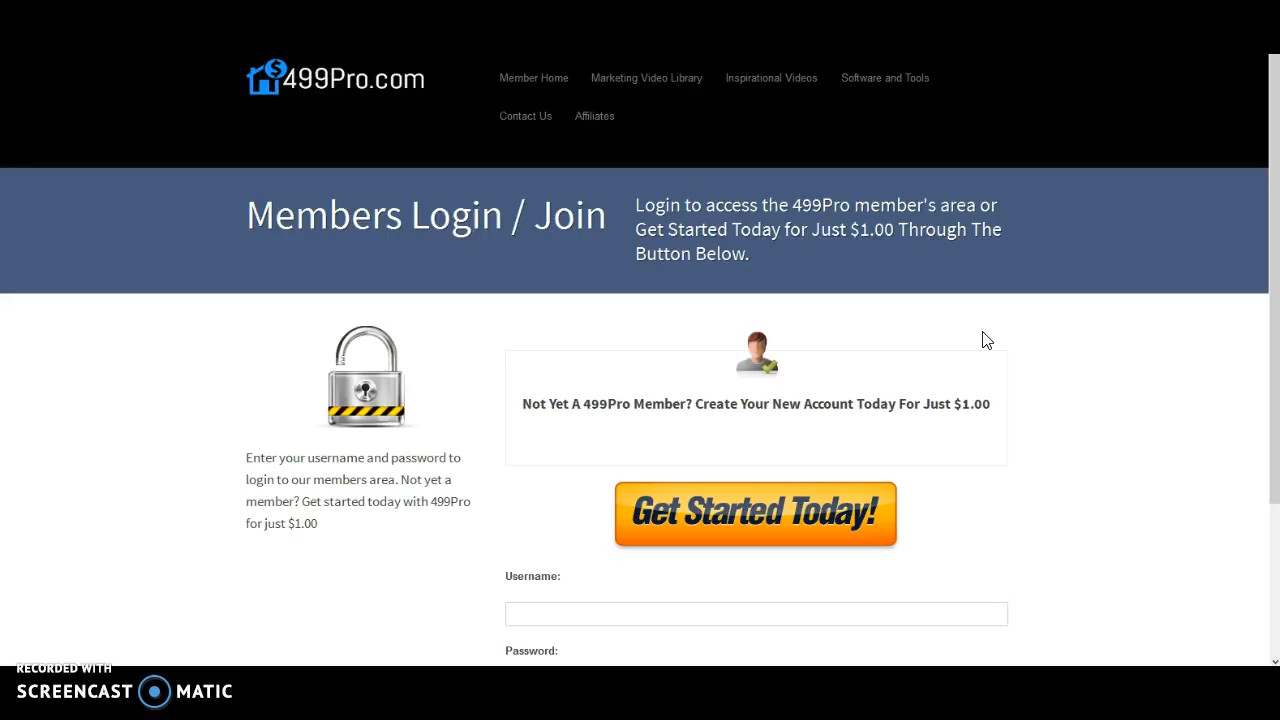 499Pro.com
Member Home Marketing Video Library Inspirational Videos Software and Tools
Contact Us Affiliates
Members Login / Join
Login to access the 499Pro member's area or
Get Started Today for Just $1.00 Through The
Button Below.
Not Yet A 499Pro Member? Create Your New Account Today For Just $1.00
Enter your username and password to
login to our members area. Not yet a
member? Get started today with 499Pro
for just $1.00
Get Started Today!
Username:
Password:
RECORDED WITH
SCREENCAST MATIC